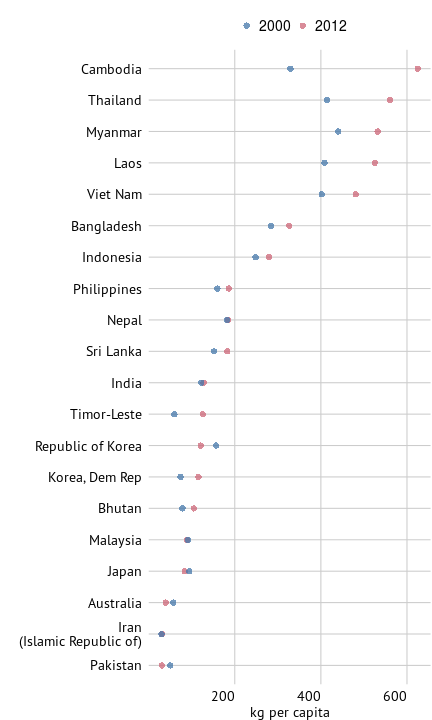 2000 2012
Cambodia
Thailand
Myanmar
Laos
Viet Nam
Bangladesh
Indonesia
Philippines
Nepal
Sri Lanka
India
Timor-Leste
Republic of Korea
Korea, Dem Rep
Bhutan
Malaysia
Japan
Australia
Iran
(Islamic Republic of)
Pakistan
200 400 600
kg per capita